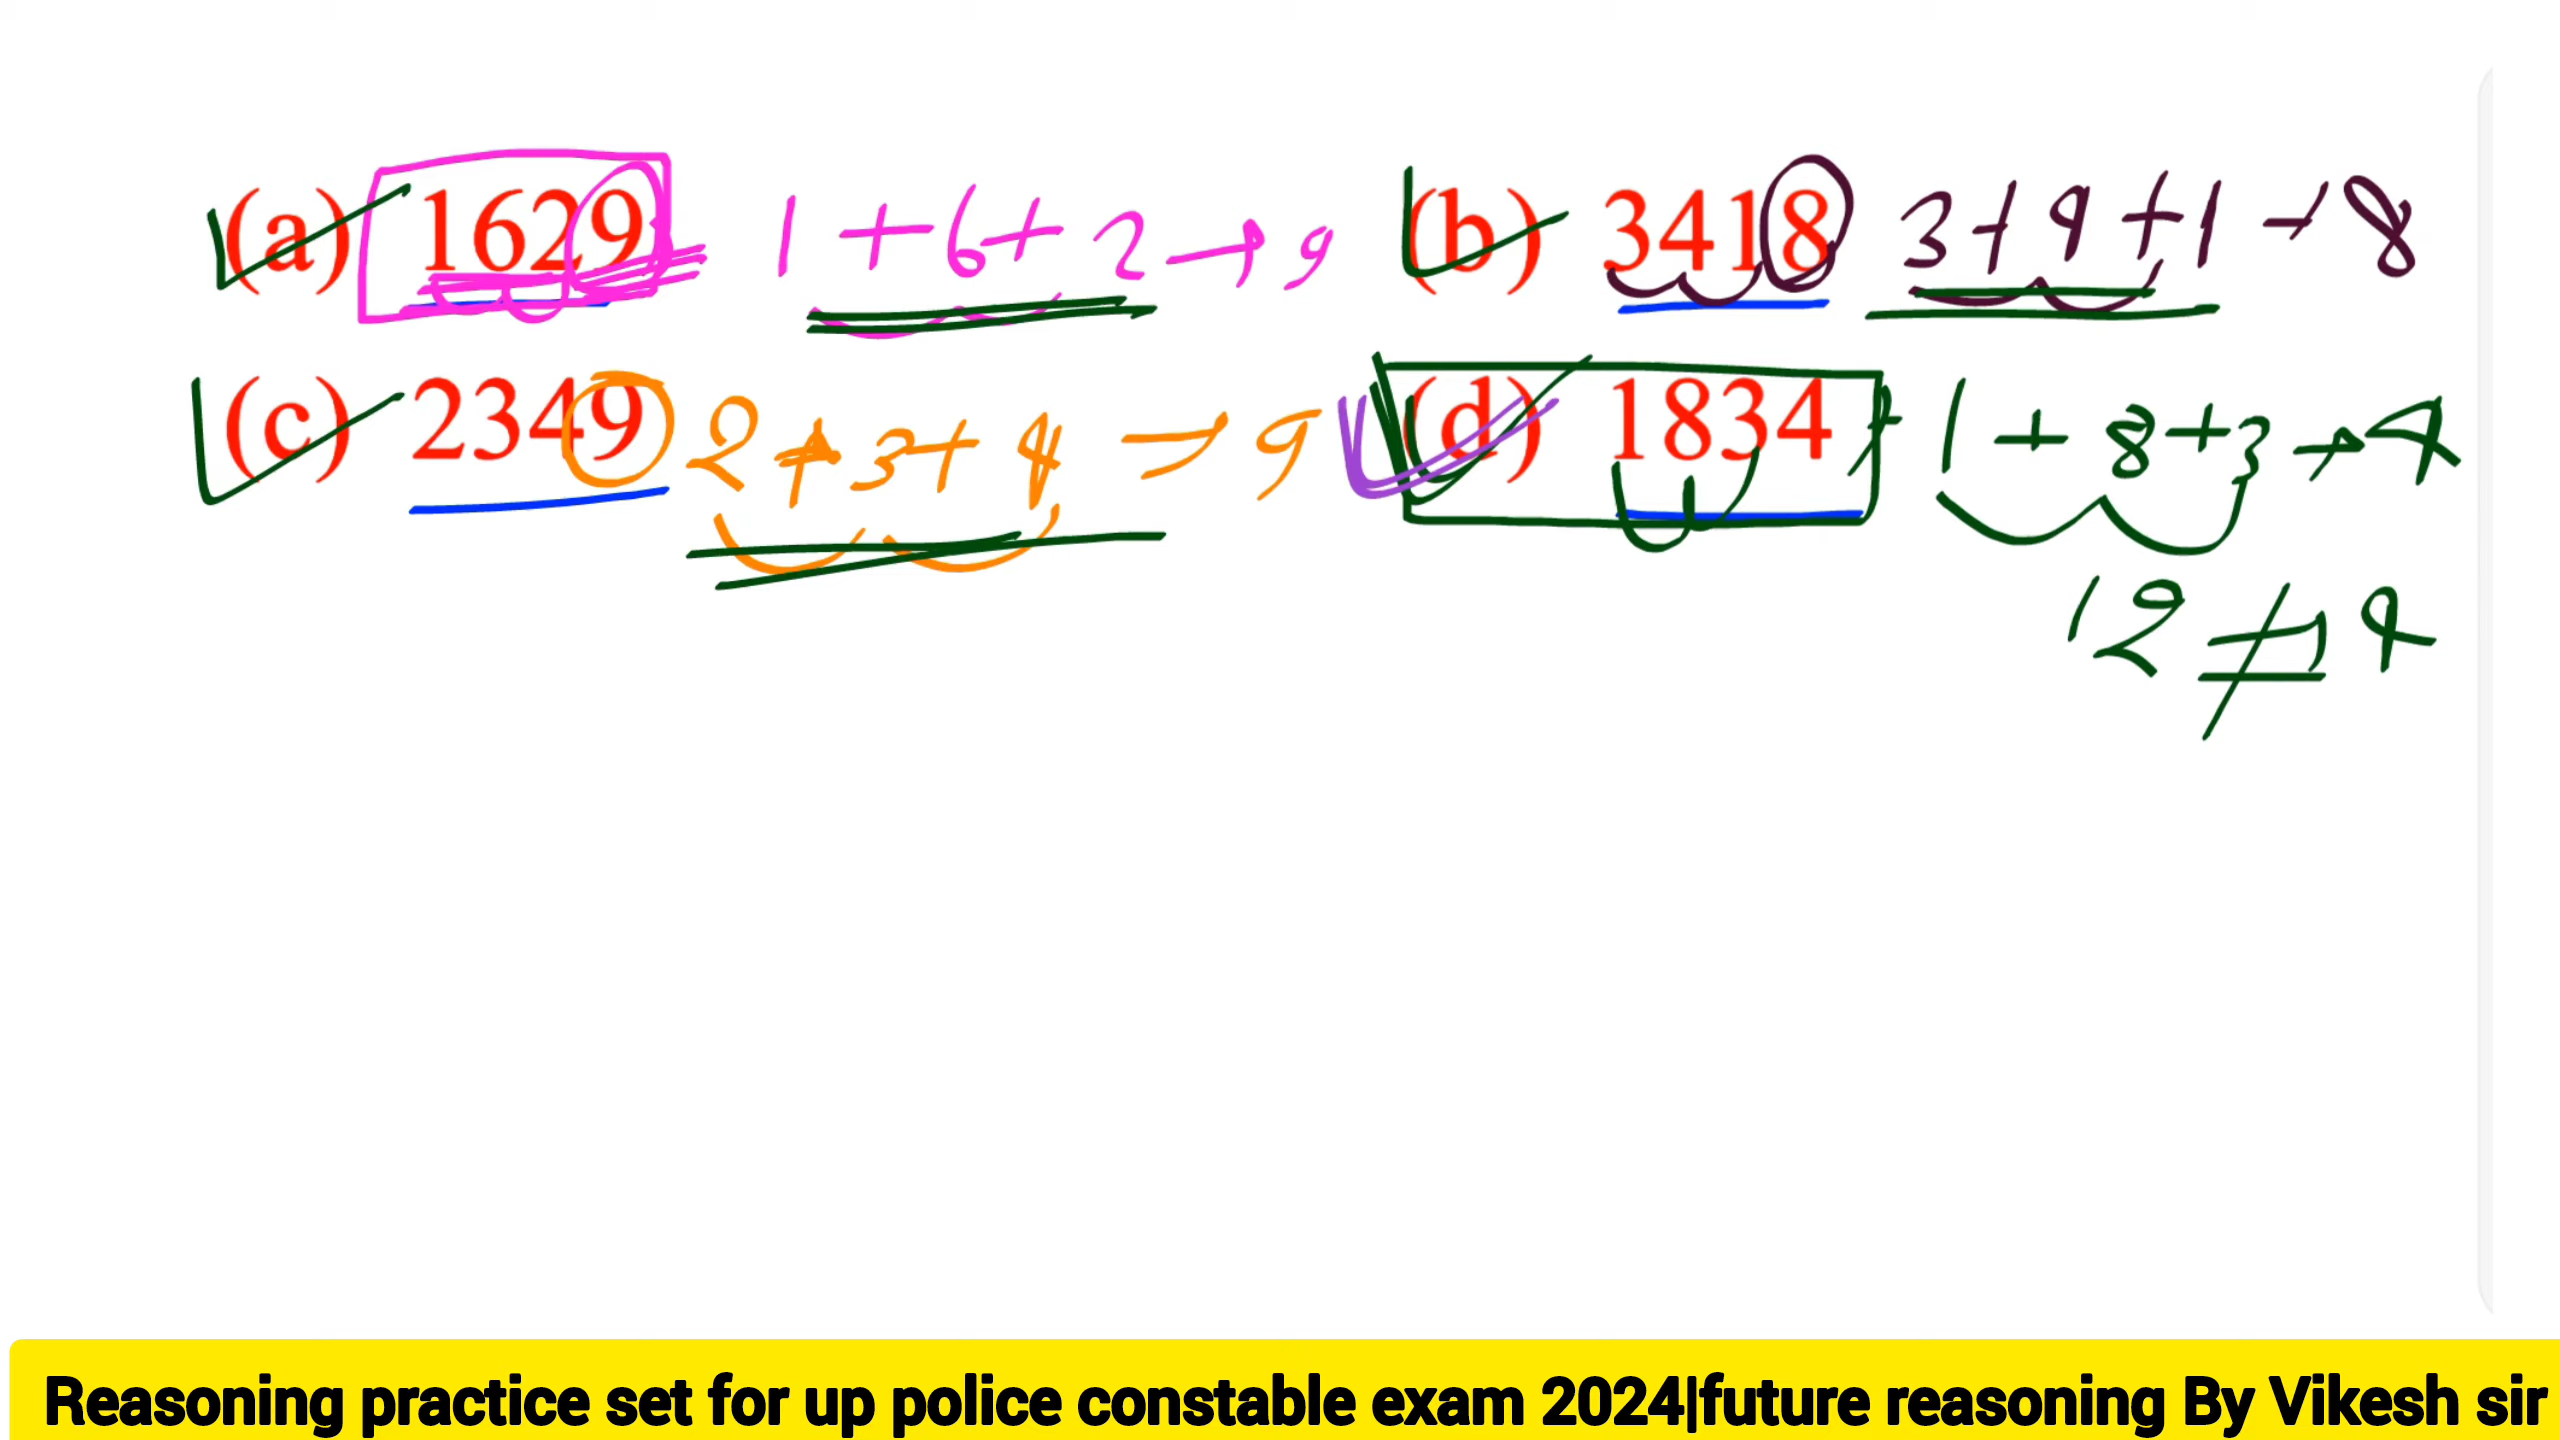 (a) 1629 1 + 6 + 2 → 9 (b) 3418 3 + 4 + 1 → 8
(c) 2349 2 + 3 + 4 → 9 (d) 1834 → 1 + 8 + 3 → 4
12 ≠ 4
Reasoning practice set for up police constable exam 2024|future reasoning By Vikesh sir